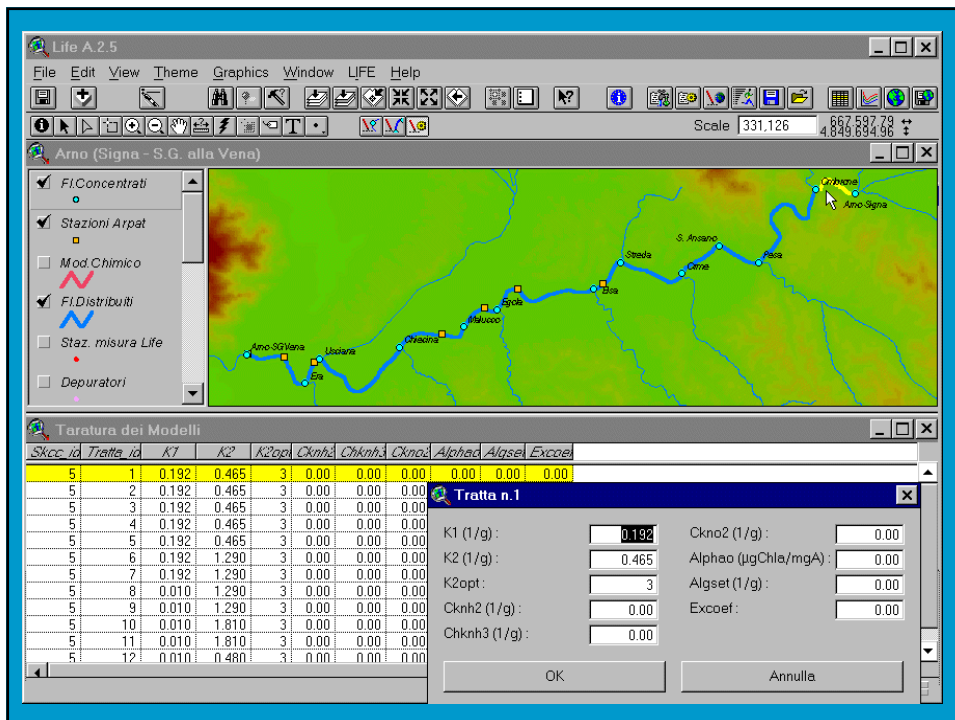 Life A.2.5
File Edit View Theme Graphics Window LIFE Help
Scale 331,126 667,597.79
4,849,694.96
Arno (Signa - S.G. alla Vena)
Fl.Concentrati
Stazioni Arpat
Mod.Chimico
Fl.Distribuiti
Staz. misura Life
Depuratori
Ombrone
Arno-Signa
S. Ansano
Streda
Pesa
Orme
Elsa
Egola
Malucco
Chiecina
Arno-SGVena
Usciana
Era
Taratura dei Modelli
Skcc_id Tratta_id K1 K2 K2opt Cknh2 Chknh3 Ckno2 Alphao Algset Excoef
5 1 0.192 0.465 3 0.00 0.00 0.00 0.00 0.00 0.00
5 2 0.192 0.465 3 0.00 0.00 0.00
5 3 0.192 0.465 3 0.00 0.00 0.00
5 4 0.192 0.465 3 0.00 0.00 0.00
5 5 0.192 0.465 3 0.00 0.00 0.00
5 6 0.192 1.290 3 0.00 0.00 0.00
5 7 0.192 1.290 3 0.00 0.00 0.00
5 8 0.010 1.290 3 0.00 0.00 0.00
5 9 0.010 1.290 3 0.00 0.00 0.00
5 10 0.010 1.810 3 0.00 0.00 0.00
5 11 0.010 1.810 3 0.00 0.00 0.00
5 12 0.010 0.480 3 0.00 0.00 0.00
Tratta n.1
K1 (1/g) : 0.192
K2 (1/g) : 0.465
K2opt : 3
Cknh2 (1/g) : 0.00
Chknh3 (1/g) : 0.00
Ckno2 (1/g) : 0.00
Alphao (µgChla/mgA) : 0.00
Algset (1/g) : 0.00
Excoef : 0.00
OK
Annulla